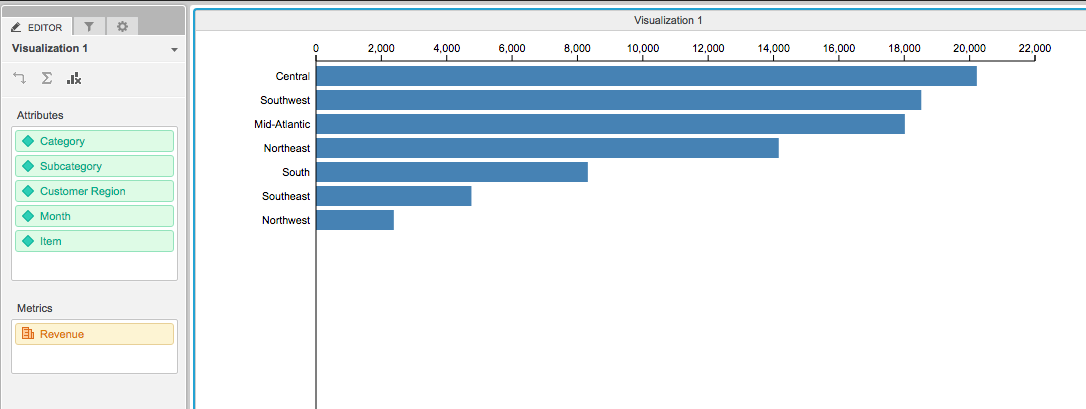 EDITOR
Visualization 1
Attributes
Category
Subcategory
Customer Region
Month
Item
Metrics
Revenue
Visualization 1
0 2,000 4,000 6,000 8,000 10,000 12,000 14,000 16,000 18,000 20,000 22,000
Central
Southwest
Mid-Atlantic
Northeast
South
Southeast
Northwest